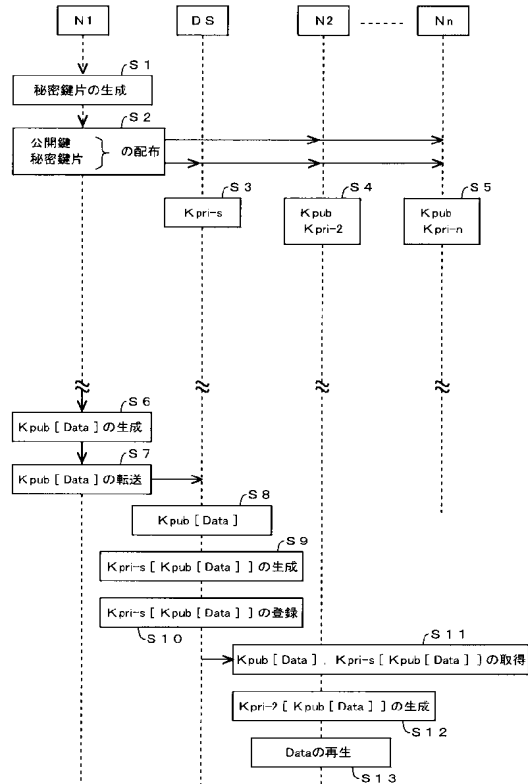 N1 DS N2 ...... Nn
S1
秘密鍵片の生成
S2
公開鍵
秘密鍵片 } の配布
S3 S4 S5
Kpri-s
Kpub
Kpri-2
Kpub
Kpri-n
S6
Kpub[Data]の生成
S7
Kpub[Data]の転送
S8
Kpub[Data]
S9
Kpri-s[Kpub[Data]]の生成
Kpri-s[Kpub[Data]]の登録
S10
S11
Kpub[Data]．Kpri-s[Kpub[Data]]の取得
Kpri-2[Kpub[Data]]の生成
S12
Dataの再生
S13